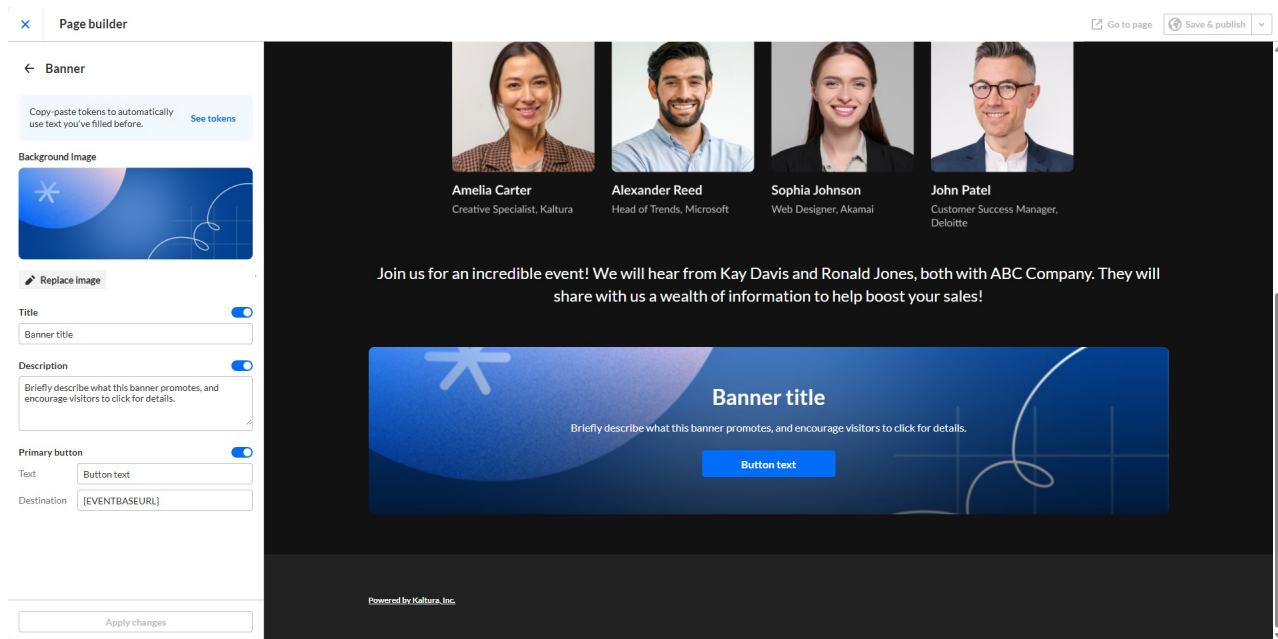 Page builder
Go to page
Save & publish
Banner
Copy-paste tokens to automatically
use text you've filled before.
See tokens
Background Image
Replace image
Title
Banner title
Description
Briefly describe what this banner promotes, and
encourage visitors to click for details.
Primary button
Text
Button text
Destination
{EVENTBASEURL}
Apply changes
Amelia Carter
Creative Specialist, Kaltura
Alexander Reed
Head of Trends, Microsoft
Sophia Johnson
Web Designer, Akamai
John Patel
Customer Success Manager,
Deloitte
Join us for an incredible event! We will hear from Kay Davis and Ronald Jones, both with ABC Company. They will
share with us a wealth of information to help boost your sales!
Banner title
Briefly describe what this banner promotes, and encourage visitors to click for details.
Button text
Powered by Kaltura, Inc.